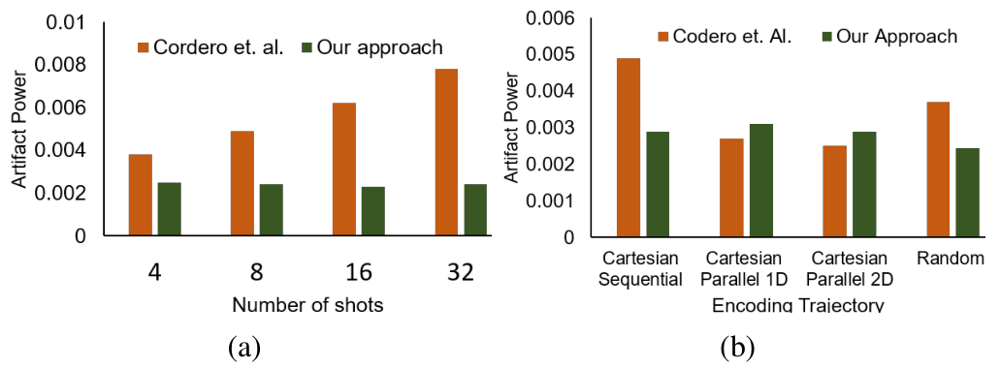 0.01
0.008
0.006
0.004
0.002
0
Artifact Power
Cordero et. al.
Our approach
4 8 16 32
Number of shots
(a)
0.006
0.005
0.004
0.003
0.002
0.001
0
Artifact Power
Codero et. Al.
Our Approach
Cartesian Sequential
Cartesian Parallel 1D
Cartesian Parallel 2D
Random
Encoding Trajectory
(b)